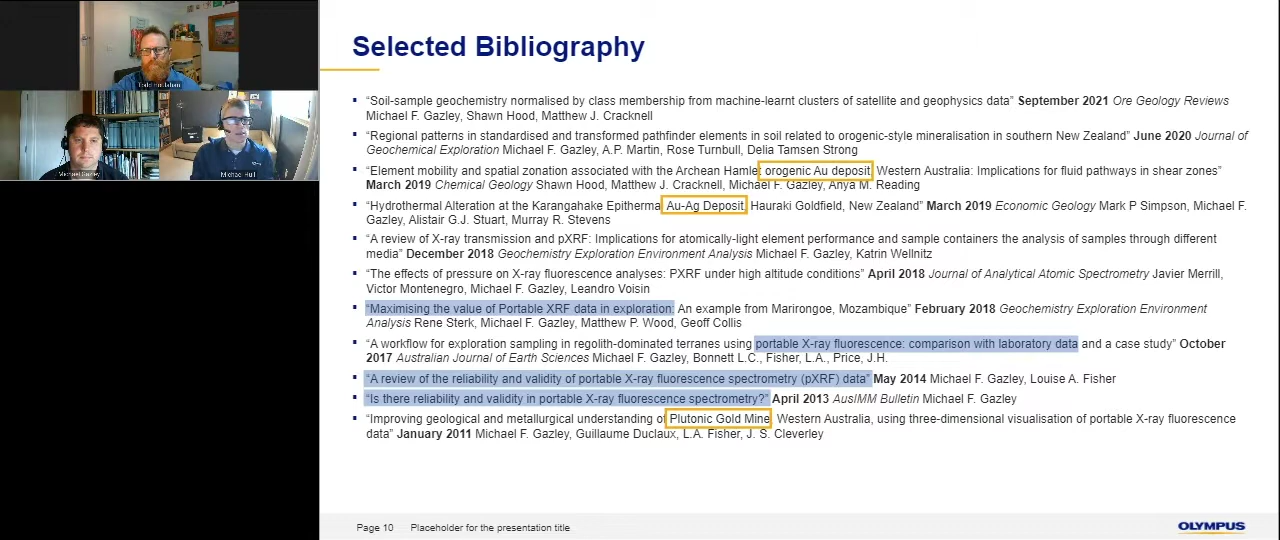 Todd Houlahan
Michael Gazley
Michael Hull
Selected Bibliography
▪ “Soil-sample geochemistry normalised by class membership from machine-learnt clusters of satellite and geophysics data” September 2021 Ore Geology Reviews
Michael F. Gazley, Shawn Hood, Matthew J. Cracknell
▪ “Regional patterns in standardised and transformed pathfinder elements in soil related to orogenic-style mineralisation in southern New Zealand” June 2020 Journal of
Geochemical Exploration Michael F. Gazley, A.P. Martin, Rose Turnbull, Delia Tamsen Strong
▪ “Element mobility and spatial zonation associated with the Archean Hamlet orogenic Au deposit, Western Australia: Implications for fluid pathways in shear zones”
March 2019 Chemical Geology Shawn Hood, Matthew J. Cracknell, Michael F. Gazley, Anya M. Reading
▪ “Hydrothermal Alteration at the Karangahake Epitherma Au-Ag Deposit, Hauraki Goldfield, New Zealand” March 2019 Economic Geology Mark P Simpson, Michael F.
Gazley, Alistair G.J. Stuart, Murray R. Stevens
▪ “A review of X-ray transmission and pXRF: Implications for atomically-light element performance and sample containers the analysis of samples through different
media” December 2018 Geochemistry Exploration Environment Analysis Michael F. Gazley, Katrin Wellnitz
▪ “The effects of pressure on X-ray fluorescence analyses: PXRF under high altitude conditions” April 2018 Journal of Analytical Atomic Spectrometry Javier Merrill,
Victor Montenegro, Michael F. Gazley, Leandro Voisin
▪ “Maximising the value of Portable XRF data in exploration: An example from Marirongoe, Mozambique” February 2018 Geochemistry Exploration Environment
Analysis Rene Sterk, Michael F. Gazley, Matthew P. Wood, Geoff Collis
▪ “A workflow for exploration sampling in regolith-dominated terranes using portable X-ray fluorescence: comparison with laboratory data and a case study” October
2017 Australian Journal of Earth Sciences Michael F. Gazley, Bonnett L.C., Fisher, L.A., Price, J.H.
▪ “A review of the reliability and validity of portable X-ray fluorescence spectrometry (pXRF) data” May 2014 Michael F. Gazley, Louise A. Fisher
▪ “Is there reliability and validity in portable X-ray fluorescence spectrometry?” April 2013 AusIMM Bulletin Michael F. Gazley
▪ “Improving geological and metallurgical understanding of Plutonic Gold Mine, Western Australia, using three-dimensional visualisation of portable X-ray fluorescence
data” January 2011 Michael F. Gazley, Guillaume Duclaux, L.A. Fisher, J. S. Cleverley
Page 10 Placeholder for the presentation title
OLYMPUS